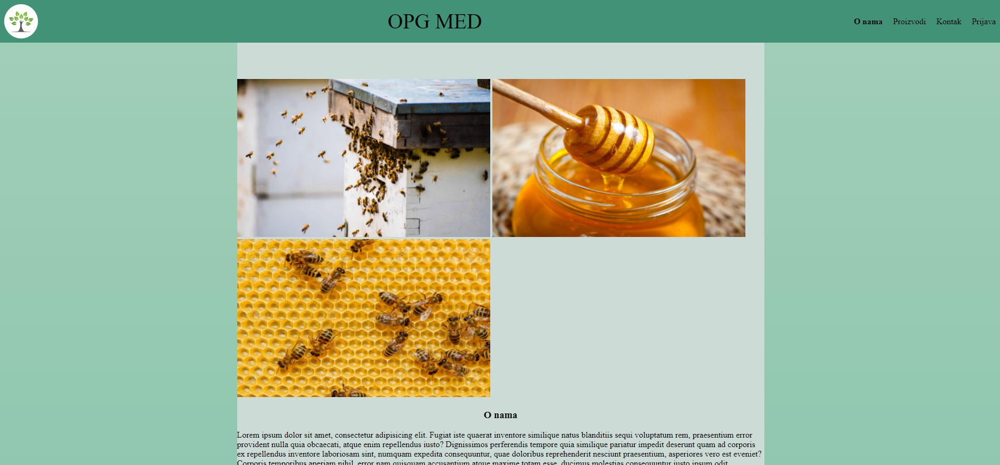 OPG MED
O nama Proizvodi Kontak Prijava
O nama
Lorem ipsum dolor sit amet, consectetur adipisicing elit. Fugiat iste quaerat inventore similique natus blanditiis sequi voluptatum rem, praesentium error
provident nulla quia obcaecati, atque enim repellendus iusto? Dignissimos perferendis tempore quia similique pariatur impedit deserunt quam ad corporis
ex repellendus inventore laboriosam sint, numquam expedita consequuntur, quae doloribus reprehenderit nesciunt praesentium, asperiores vero est eveniet?
Corporis temporibus aperiam nihil, error nam quisquam accusantium atque maxime totam esse, ducimus molestias consequuntur iusto ipsum odit